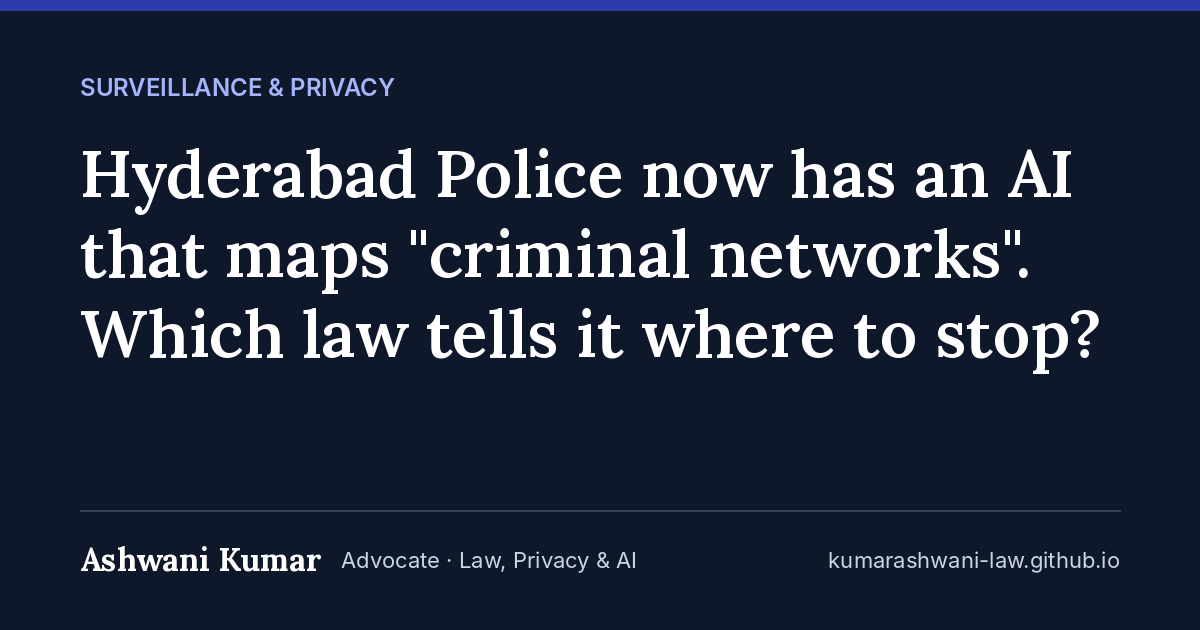 SURVEILLANCE & PRIVACY
Hyderabad Police now has an AI
that maps "criminal networks".
Which law tells it where to stop?
Ashwani Kumar Advocate · Law, Privacy & AI kumarashwani-law.github.io